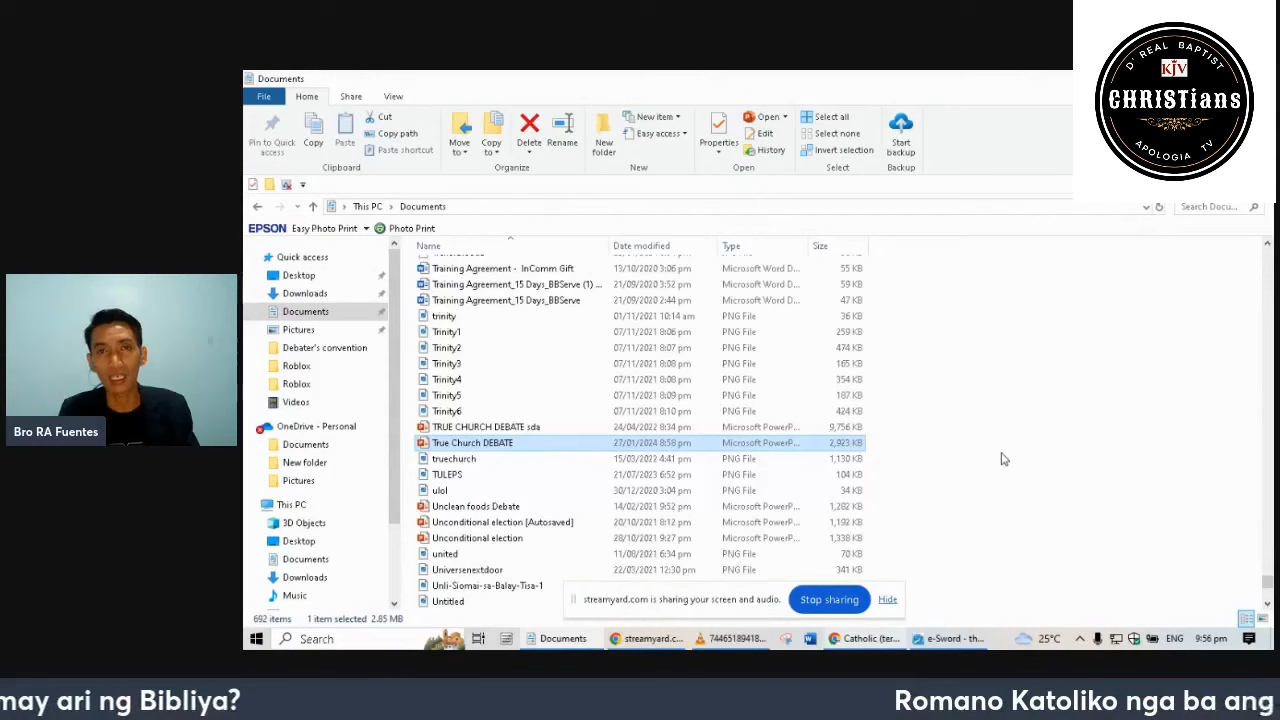 D' REAL BAPTIST
KJV
CHRISTians
APOLOGIA TV
Documents
File Home Share View
Pin to Quick access
Copy
Paste
Cut
Copy path
Paste shortcut
Move to
Copy to
Delete
Rename
New folder
New item
Easy access
Properties
Open
Edit
History
Select all
Select none
Invert selection
Start backup
Clipboard Organize New Open Select Backup
This PC > Documents
Search Docu...
EPSON Easy Photo Print Photo Print
Quick access
Desktop
Downloads
Documents
Pictures
Debater's convention
Roblox
Roblox
Videos
OneDrive - Personal
Documents
New folder
Pictures
This PC
3D Objects
Desktop
Documents
Downloads
Music
Name Date modified Type Size
Training Agreement - InComm Gift 13/10/2020 3:06 pm Microsoft Word D... 55 KB
Training Agreement_15 Days_BBServe (1) ... 21/09/2020 3:52 pm Microsoft Word D... 59 KB
Training Agreement_15 Days_BBServe 21/09/2020 2:44 pm Microsoft Word D... 47 KB
trinity 01/11/2021 10:14 am PNG File 36 KB
Trinity1 07/11/2021 8:06 pm PNG File 259 KB
Trinity2 07/11/2021 8:08 pm PNG File 474 KB
Trinity3 07/11/2021 8:08 pm PNG File 165 KB
Trinity4 07/11/2021 8:08 pm PNG File 354 KB
Trinity5 07/11/2021 8:09 pm PNG File 187 KB
Trinity6 07/11/2021 8:10 pm PNG File 424 KB
TRUE CHURCH DEBATE sda 24/04/2022 8:34 pm Microsoft PowerP... 9,756 KB
True Church DEBATE 27/01/2024 8:58 pm Microsoft PowerP... 2,923 KB
truechurch 15/03/2022 4:41 pm PNG File 1,130 KB
TULEPS 21/07/2023 6:52 pm PNG File 104 KB
ulol 30/12/2020 3:04 pm PNG File 34 KB
Unclean foods Debate 14/02/2021 9:52 pm Microsoft PowerP... 1,282 KB
Unconditional election [Autosaved] 20/10/2021 8:12 pm Microsoft PowerP... 1,192 KB
Unconditional election 28/10/2021 9:27 pm Microsoft PowerP... 1,338 KB
united 11/08/2021 6:34 pm PNG File 70 KB
Universenextdoor 22/03/2021 12:30 pm PNG File 341 KB
Unli-Siomai-sa-Balay-Tisa-1
Untitled
streamyard.com is sharing your screen and audio. Stop sharing Hide
692 items 1 item selected 2.85 MB
Search Documents streamyard.c... 74465189418... Catholic (ter... e-Sword - th... 25°C ENG 9:56 pm
Bro RA Fuentes
may ari ng Bibliya? Romano Katoliko nga ba ang